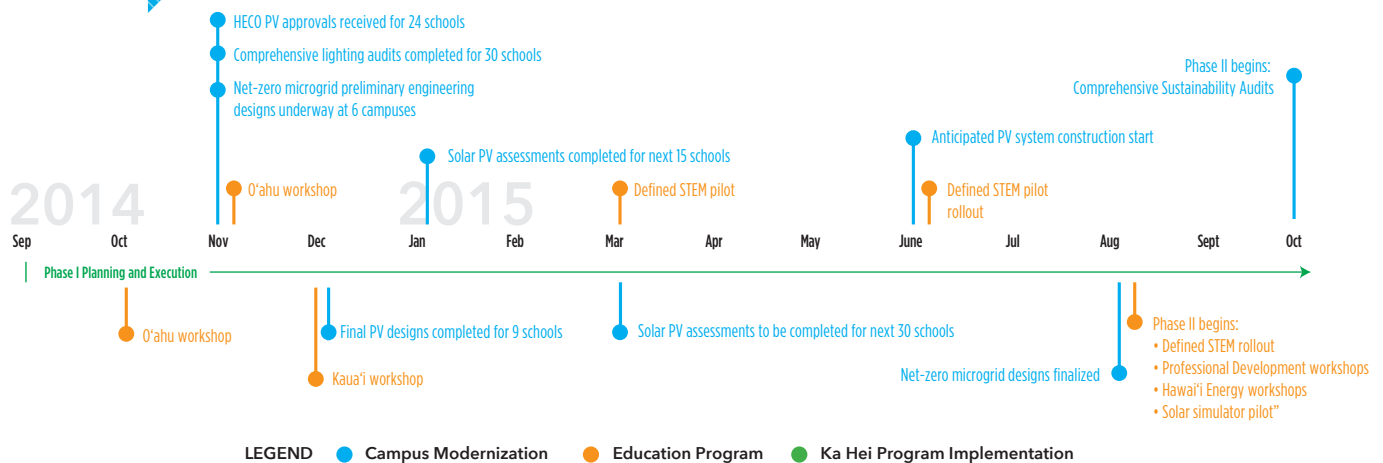 HECO PV approvals received for 24 schools
Comprehensive lighting audits completed for 30 schools
Net-zero microgrid preliminary engineering
designs underway at 6 campuses
Phase II begins:
Comprehensive Sustainability Audits
Anticipated PV system construction start
Solar PV assessments completed for next 15 schools
O‘ahu workshop
Defined STEM pilot
Defined STEM pilot
rollout
2014
2015
Sep Oct Nov Dec Jan Feb Mar Apr May June Jul Aug Sept Oct
Phase I Planning and Execution
O‘ahu workshop
Final PV designs completed for 9 schools
Solar PV assessments to be completed for next 30 schools
Kaua‘i workshop
Net-zero microgrid designs finalized
Phase II begins:
• Defined STEM rollout
• Professional Development workshops
• Hawai‘i Energy workshops
• Solar simulator pilot”
LEGEND Campus Modernization Education Program Ka Hei Program Implementation